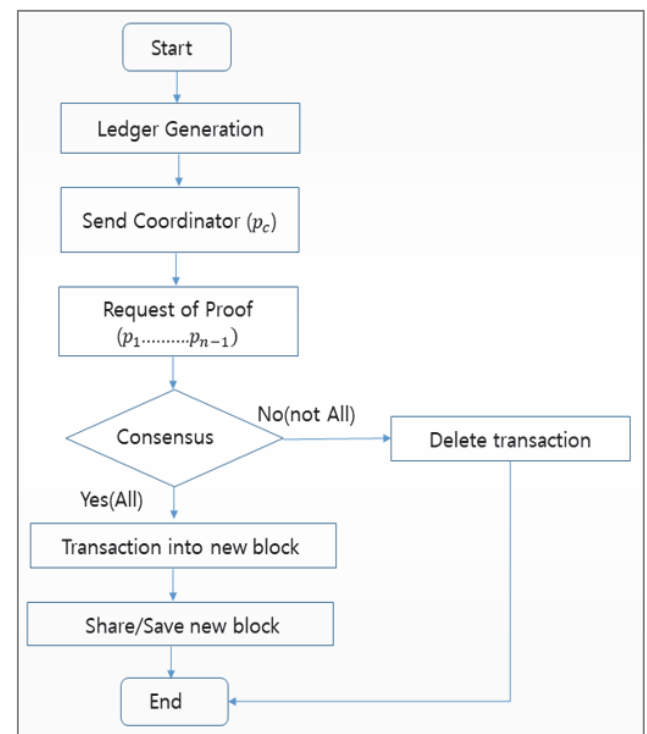 Start
Ledger Generation
Send Coordinator (p_c)
Request of Proof
(p_1.........p_{n−1})
Consensus
No(not All)
Delete transaction
Yes(All)
Transaction into new block
Share/Save new block
End